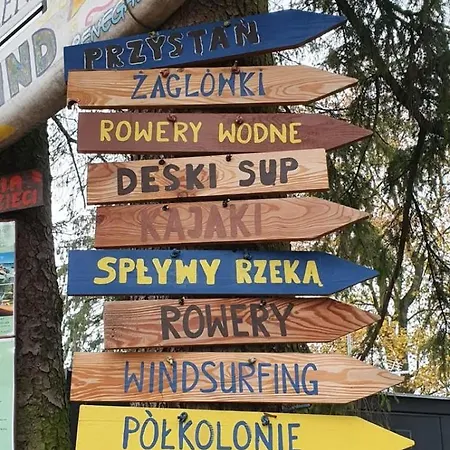 PRZYSTAŃ
ŻAGLÓWKI
ROWERY WODNE
DESKI SUP
KAJAKI
SPŁYWY RZEKĄ
ROWERY
WINDSURFING
PÓŁKOLONIE